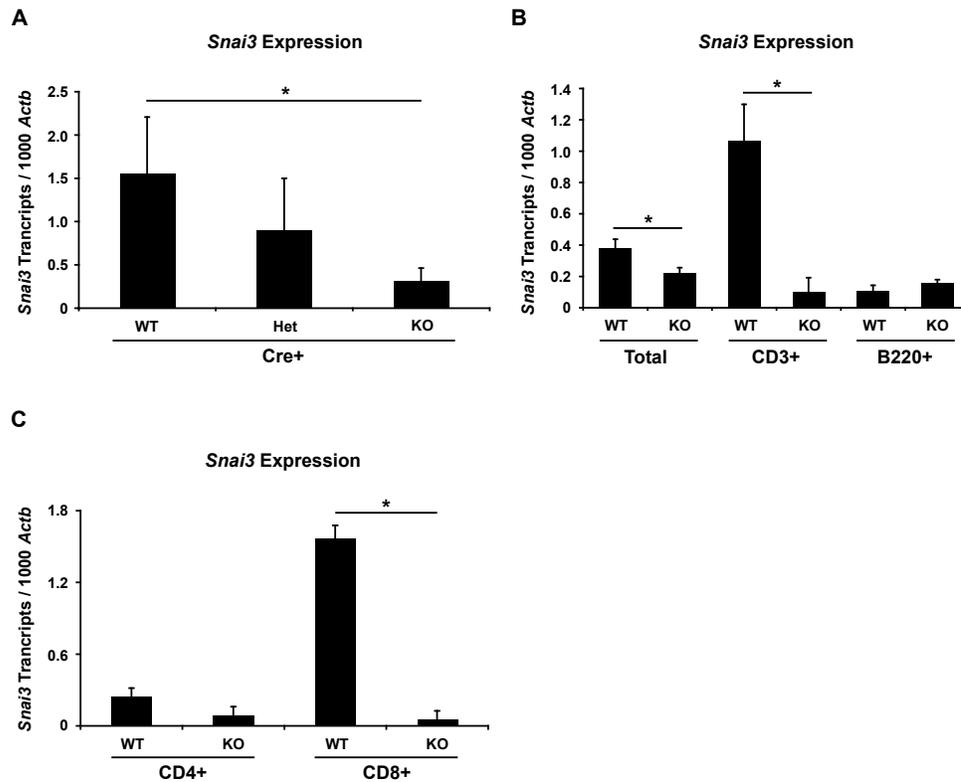 A
Snai3 Expression
Snai3 Trancripts / 1000 Actb
2.5
2.0
1.5
1.0
0.5
0
*
WT Het KO
Cre+
B
Snai3 Expression
Snai3 Trancripts / 1000 Actb
1.4
1.2
1.0
0.8
0.6
0.4
0.2
0
*
*
WT KO WT KO WT KO
Total CD3+ B220+
C
Snai3 Expression
Snai3 Trancripts / 1000 Actb
1.8
1.2
0.6
0
*
WT KO WT KO
CD4+ CD8+